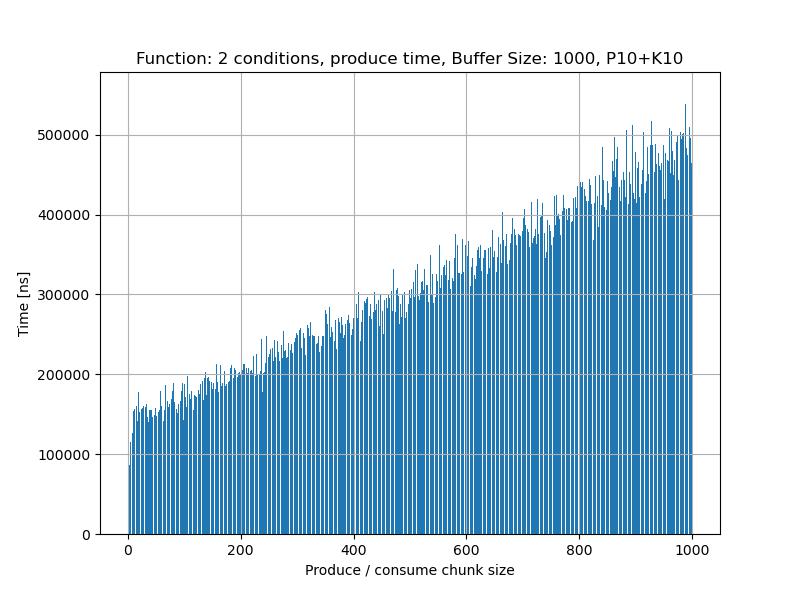 Function: 2 conditions, produce time, Buffer Size: 1000, P10+K10
500000
400000
300000
200000
100000
0
Time [ns]
0 200 400 600 800 1000
Produce / consume chunk size